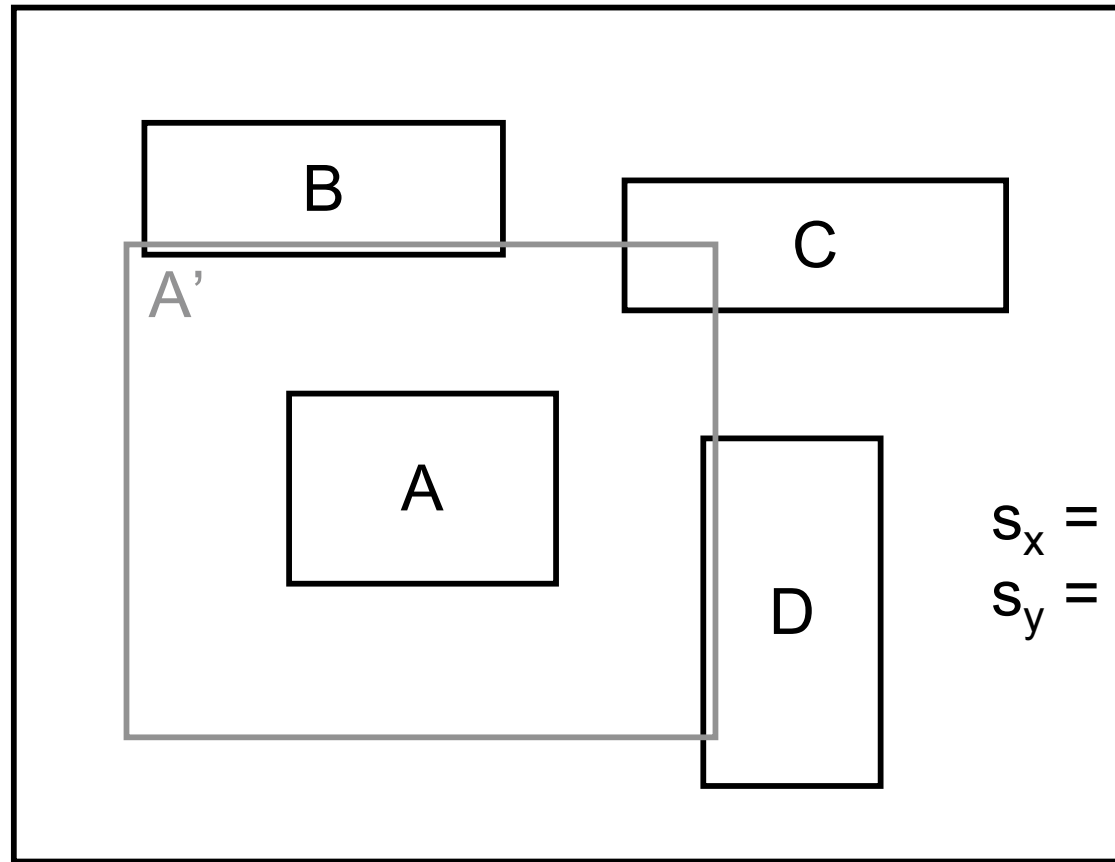 B
C
A’
A
D
sx =
sy =